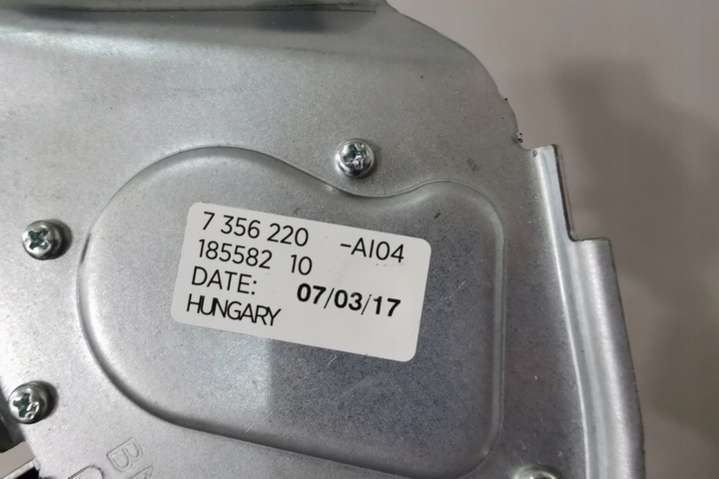 7 356 220 -AI04
185582 10
DATE: 07/03/17
HUNGARY